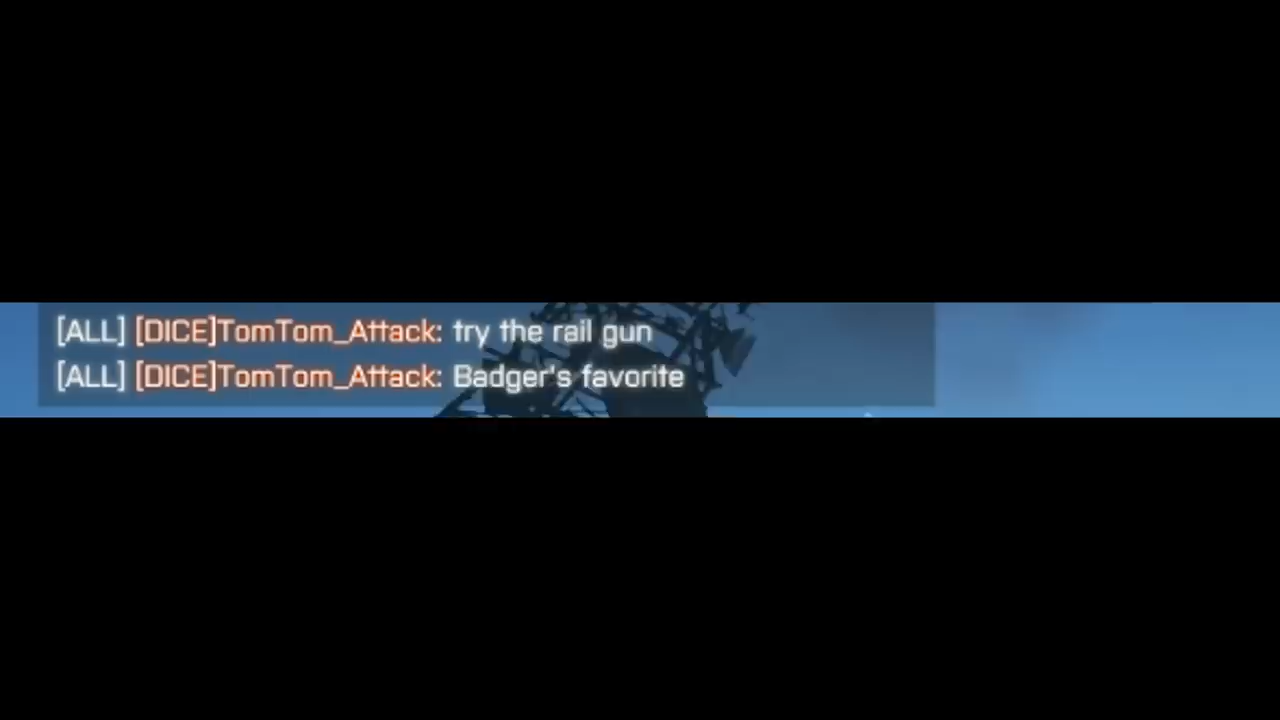 [ALL] [DICE]TomTom_Attack: try the rail gun
[ALL] [DICE]TomTom_Attack: Badger's favorite